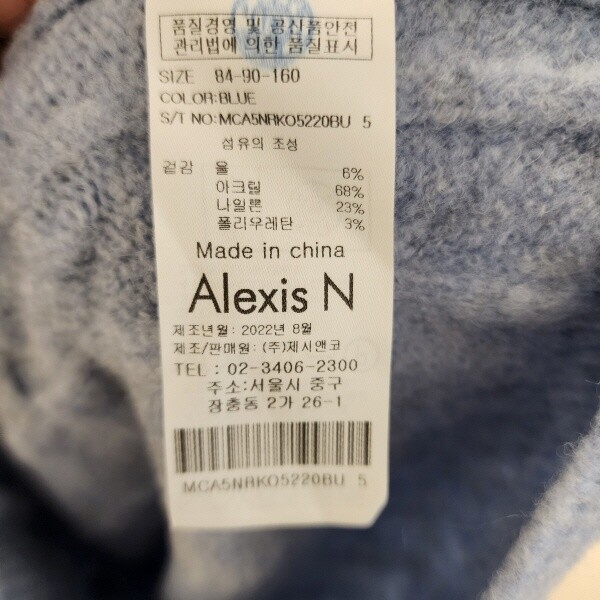 품질경영 및 공산품안전
관리법에 의한 품질표시
SIZE 84-90-160
COLOR:BLUE
S/T NO:MCA5NRKO5220BU 5
섬유의 조성
겉감 울 6%
아크릴 68%
나일론 23%
폴리우레탄 3%
Made in china
Alexis N
제조년월: 2022년 8월
제조/판매원: (주)제시앤코
TEL : 02-3406-2300
주소:서울시 중구
장충동 2가 26-1
MCA5NRKO5220BU 5